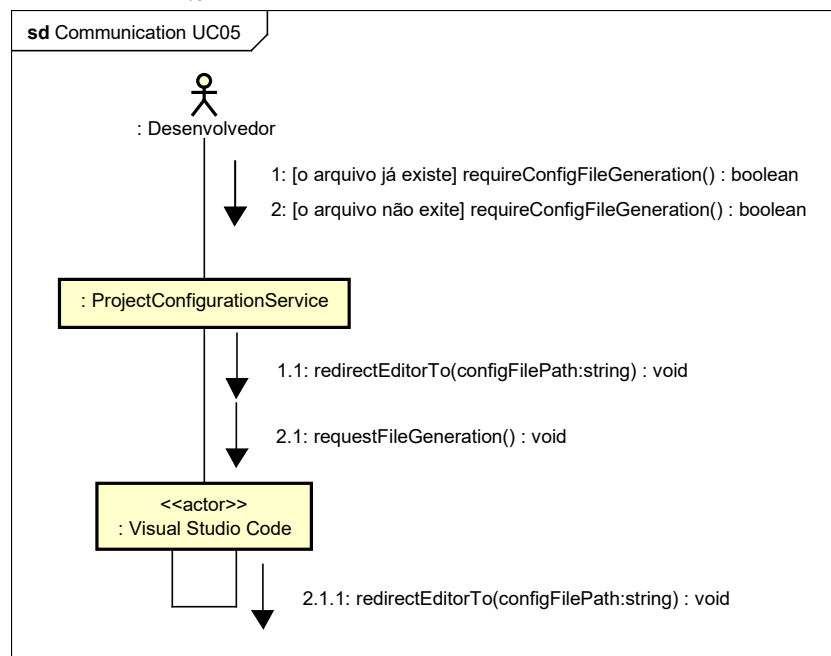 sd Communication UC05
: Desenvolvedor
1: [o arquivo já existe] requireConfigFileGeneration() : boolean
2: [o arquivo não exite] requireConfigFileGeneration() : boolean
: ProjectConfigurationService
1.1: redirectEditorTo(configFilePath:string) : void
2.1: requestFileGeneration() : void
<<actor>>
: Visual Studio Code
2.1.1: redirectEditorTo(configFilePath:string) : void